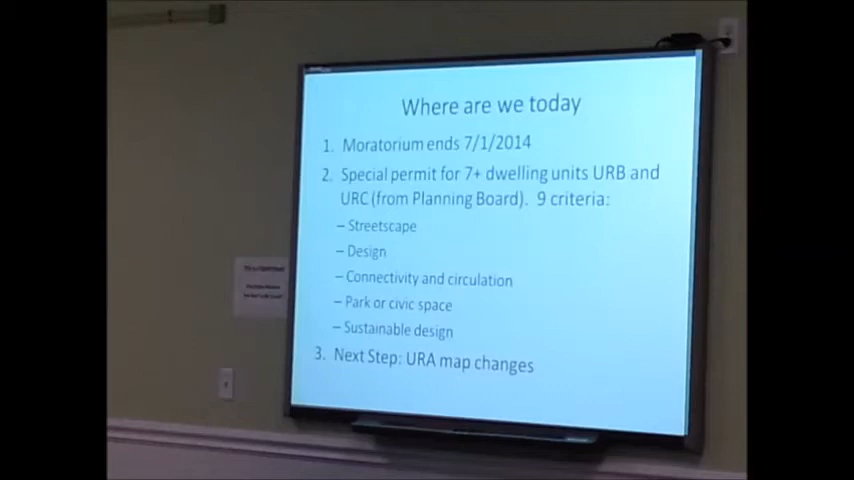 Where are we today
1. Moratorium ends 7/1/2014
2. Special permit for 7+ dwelling units URB and
URC (from Planning Board). 9 criteria:
– Streetscape
– Design
– Connectivity and circulation
– Park or civic space
– Sustainable design
3. Next Step: URA map changes